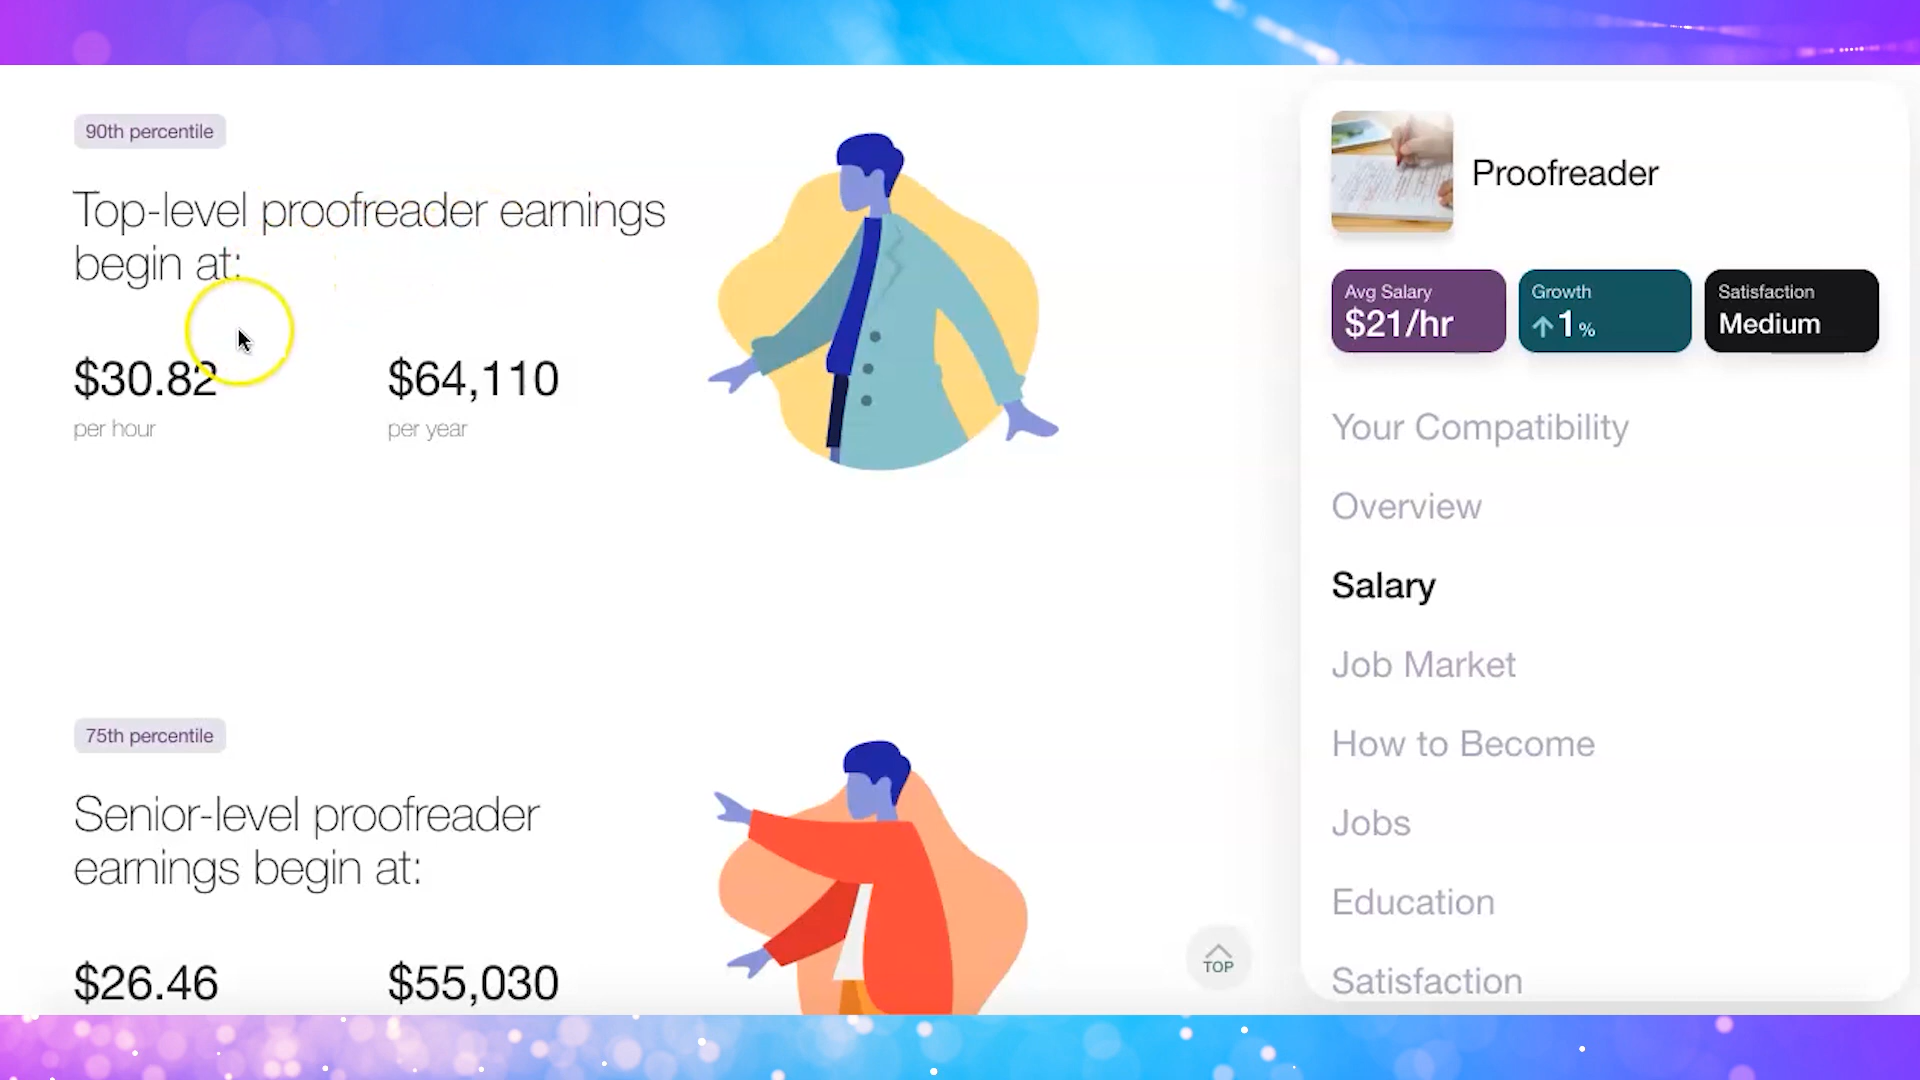 90th percentile
Top-level proofreader earnings
begin at:
$30.82
per hour
$64,110
per year
75th percentile
Senior-level proofreader
earnings begin at:
$26.46
$55,030
TOP
Proofreader
Avg Salary
$21/hr
Growth
↑1%
Satisfaction
Medium
Your Compatibility
Overview
Salary
Job Market
How to Become
Jobs
Education
Satisfaction